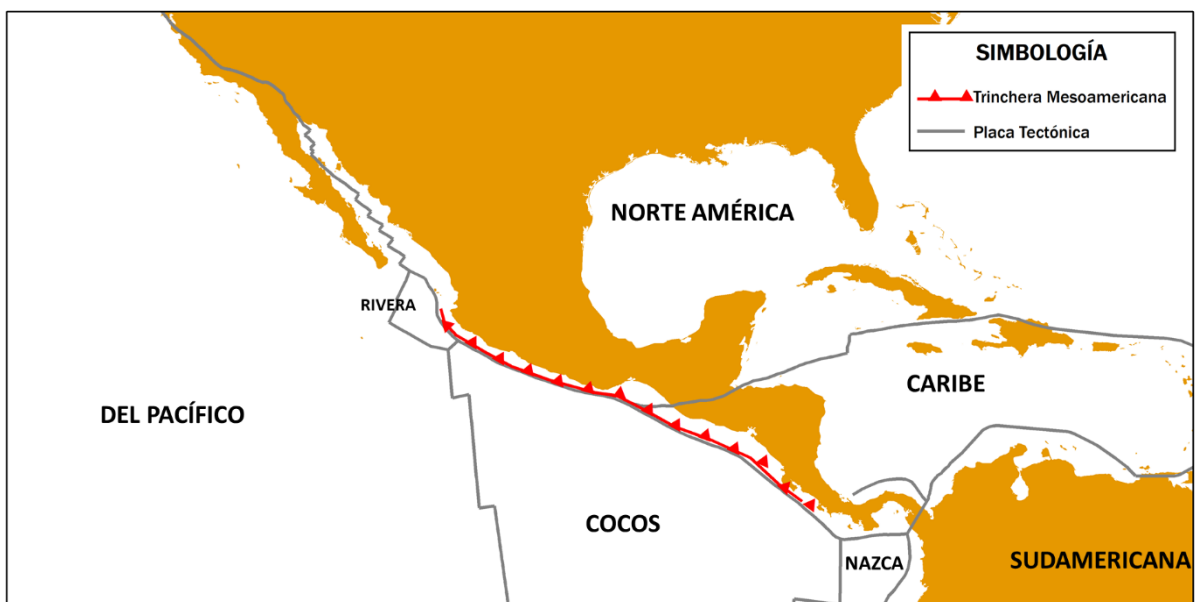 SIMBOLOGÍA
Trinchera Mesoamericana
Placa Tectónica
NORTE AMÉRICA
RIVERA
CARIBE
DEL PACÍFICO
COCOS
NAZCA
SUDAMERICANA